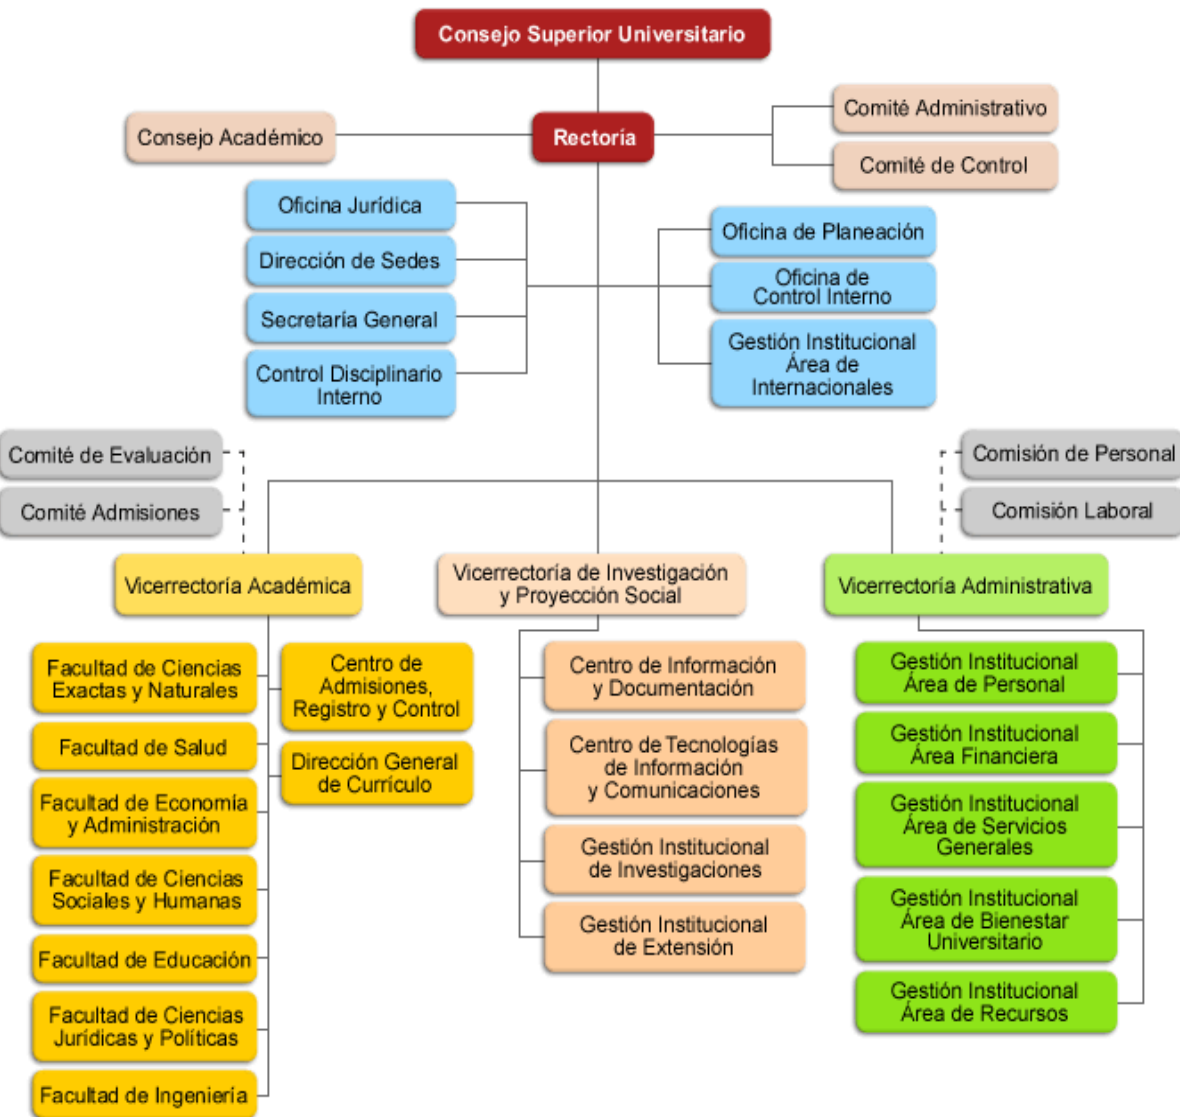 Consejo Superior Universitario
Consejo Académico
Rectoría
Comité Administrativo
Comité de Control
Oficina Jurídica
Dirección de Sedes
Secretaría General
Control Disciplinario
Interno
Oficina de Planeación
Oficina de
Control Interno
Gestión Institucional
Área de
Internacionales
Comité de Evaluación
Comité Admisiones
Comisión de Personal
Comisión Laboral
Vicerrectoría Académica
Facultad de Ciencias
Exactas y Naturales
Facultad de Salud
Facultad de Economía
y Administración
Facultad de Ciencias
Sociales y Humanas
Facultad de Educación
Facultad de Ciencias
Jurídicas y Políticas
Facultad de Ingeniería
Centro de
Admisiones,
Registro y Control
Dirección General
de Currículo
Vicerrectoría de Investigación
y Proyección Social
Centro de Información
y Documentación
Centro de Tecnologías
de Información
y Comunicaciones
Gestión Institucional
de Investigaciones
Gestión Institucional
de Extensión
Vicerrectoría Administrativa
Gestión Institucional
Área de Personal
Gestión Institucional
Área Financiera
Gestión Institucional
Área de Servicios
Generales
Gestión Institucional
Área de Bienestar
Universitario
Gestión Institucional
Área de Recursos